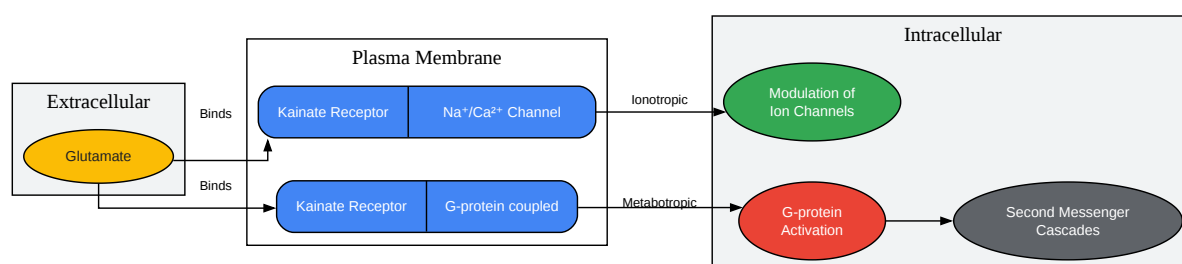 Extracellular
Glutamate
Binds
Binds
Plasma Membrane
Kainate Receptor
Na⁺/Ca²⁺ Channel
Kainate Receptor
G-protein coupled
Ionotropic
Metabotropic
Intracellular
Modulation of
Ion Channels
G-protein
Activation
Second Messenger
Cascades